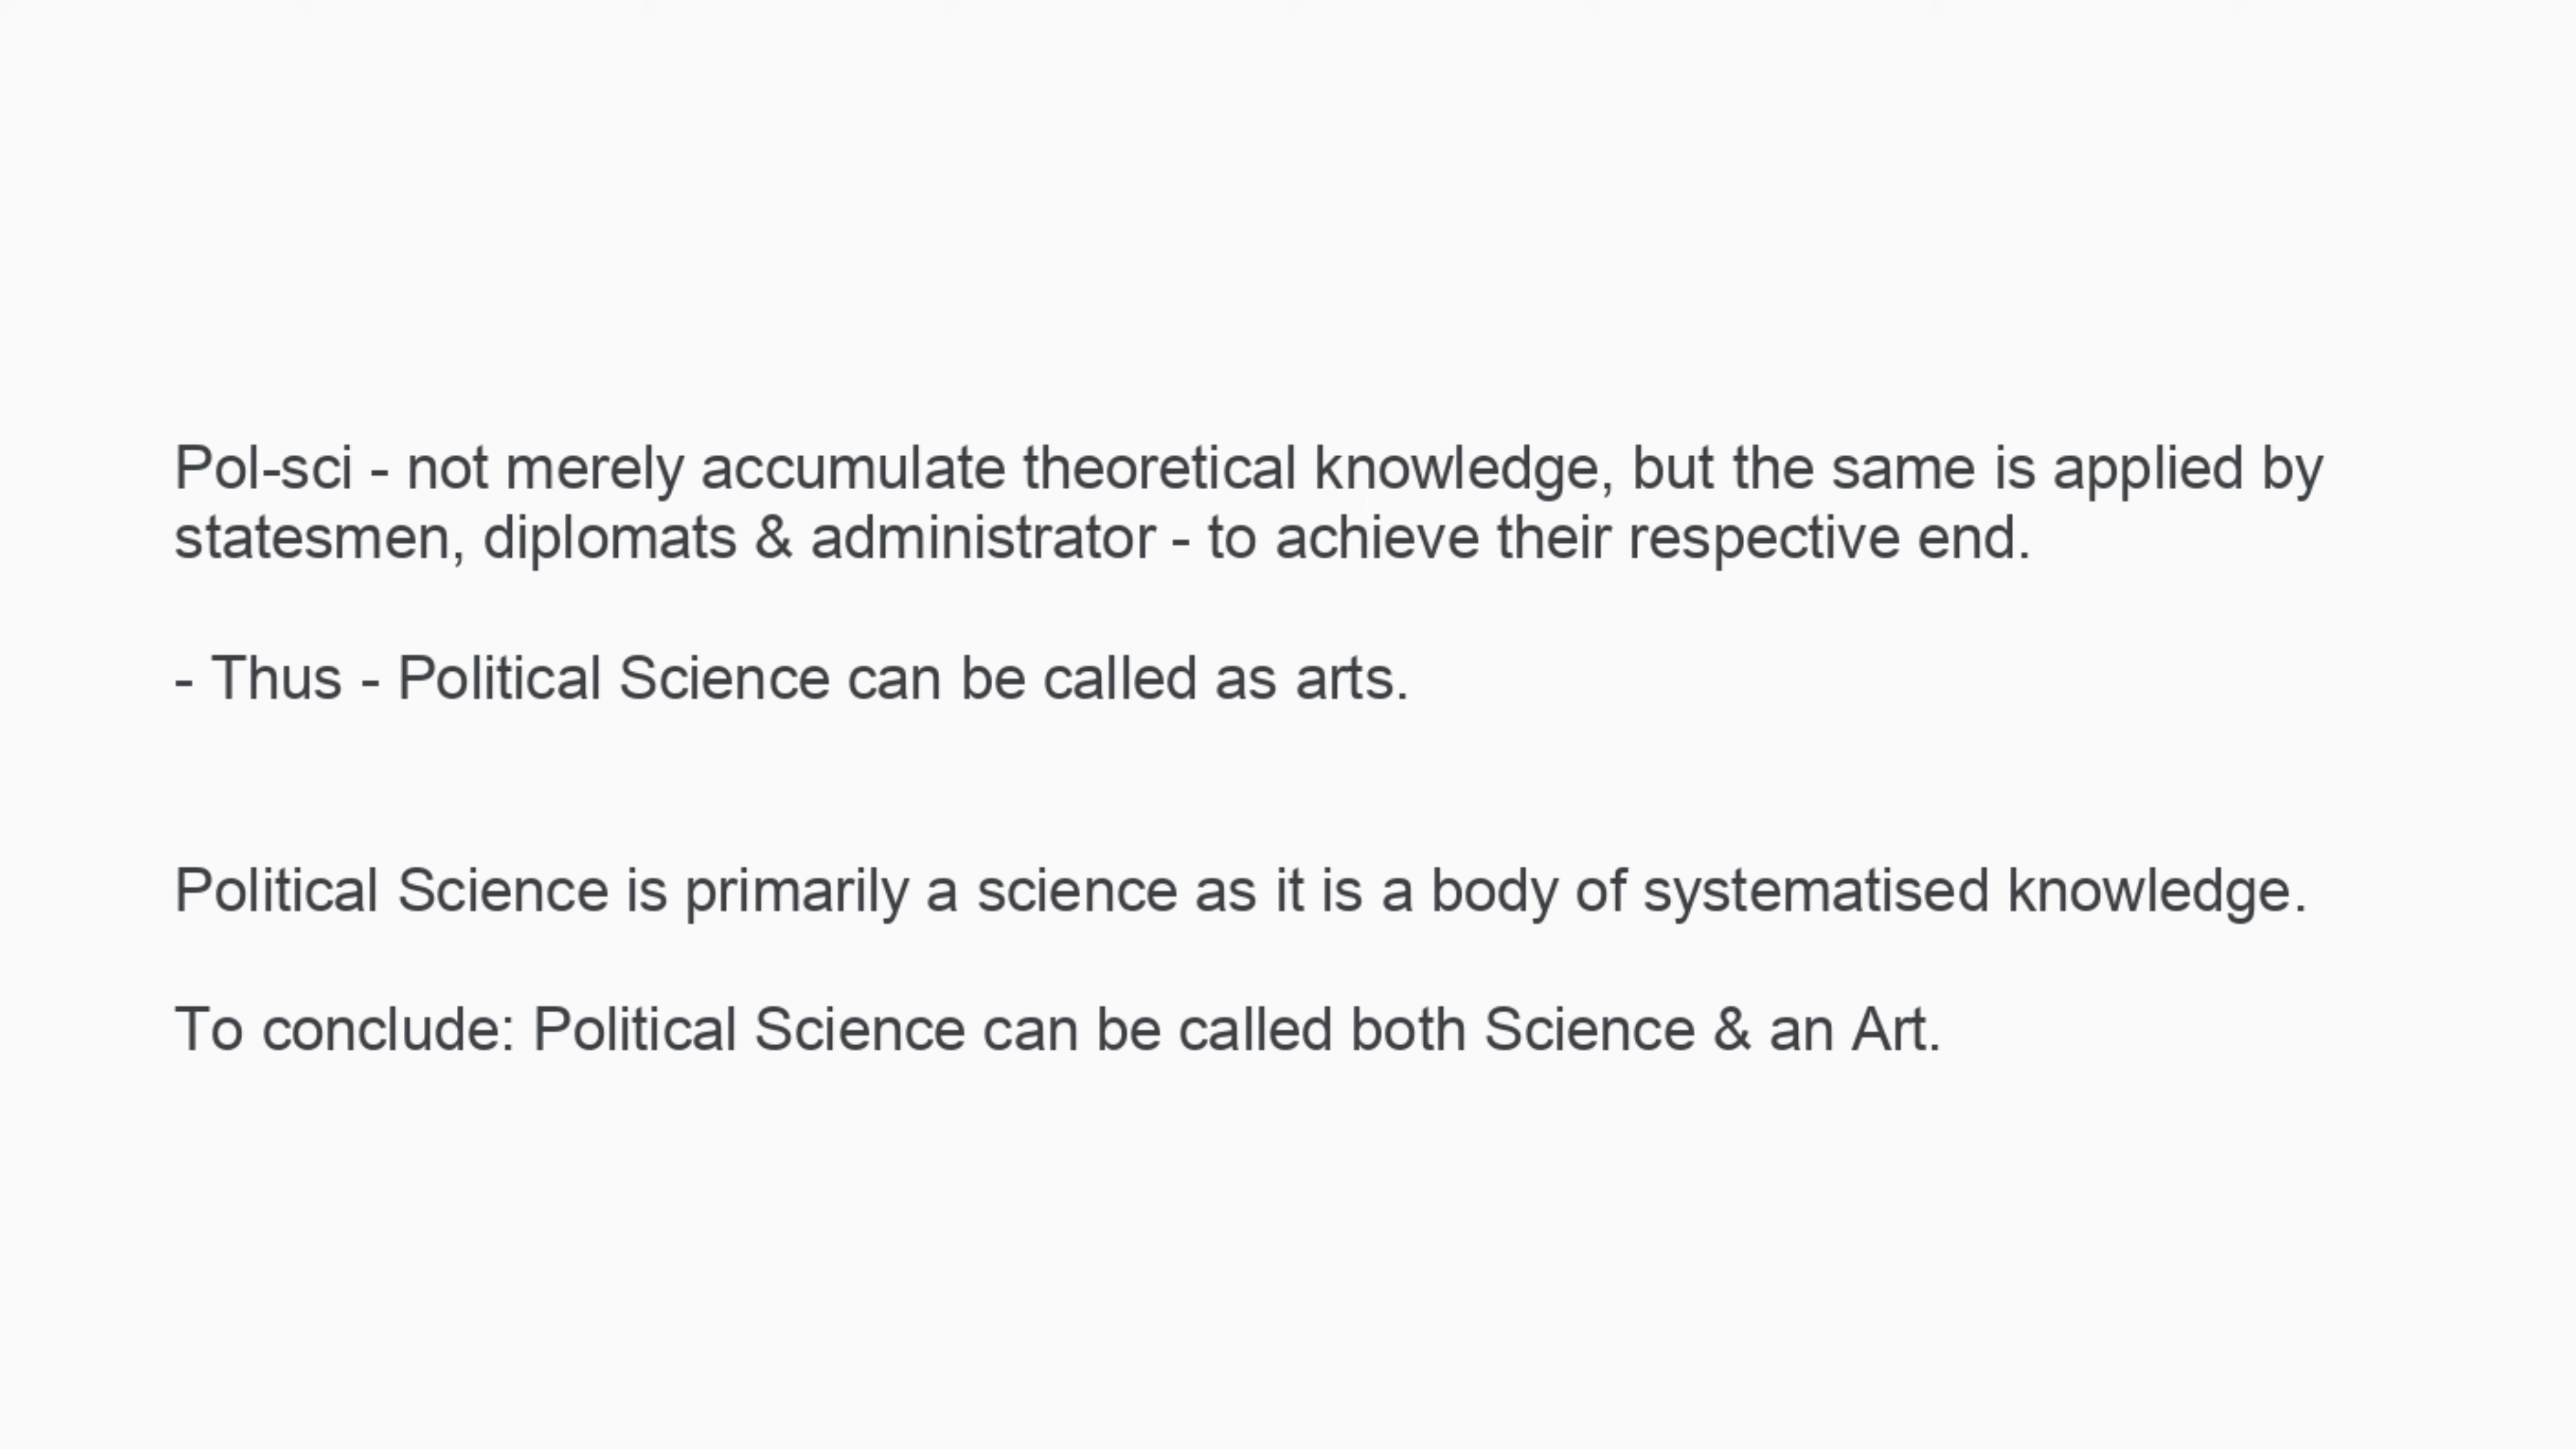 Pol-sci - not merely accumulate theoretical knowledge, but the same is applied by
statesmen, diplomats & administrator - to achieve their respective end.
- Thus - Political Science can be called as arts.
Political Science is primarily a science as it is a body of systematised knowledge.
To conclude: Political Science can be called both Science & an Art.